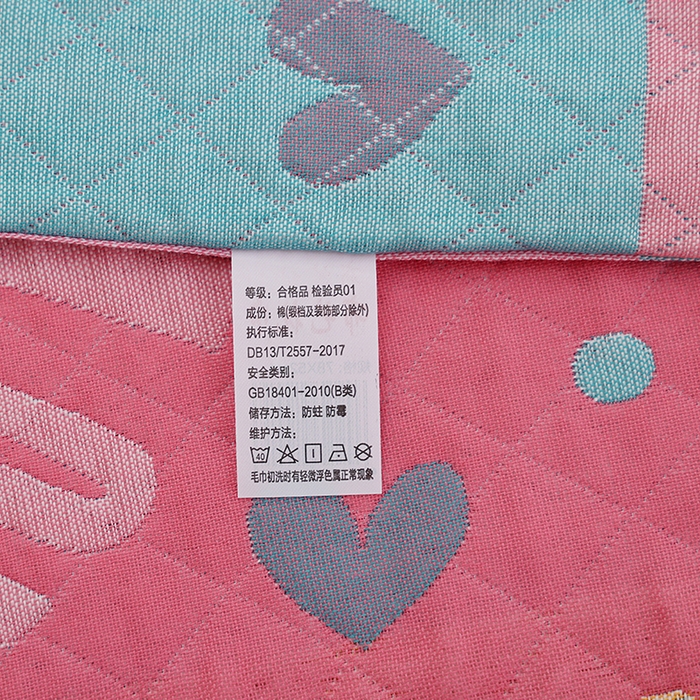 等级：合格品 检验员01
成份：棉(缎档及装饰部分除外)
执行标准：
DB13/T2557-2017
安全类别：
GB18401-2010(B类)
储存方法：防蛀 防霉
维护方法：
40
毛巾初洗时有轻微浮色属正常现象